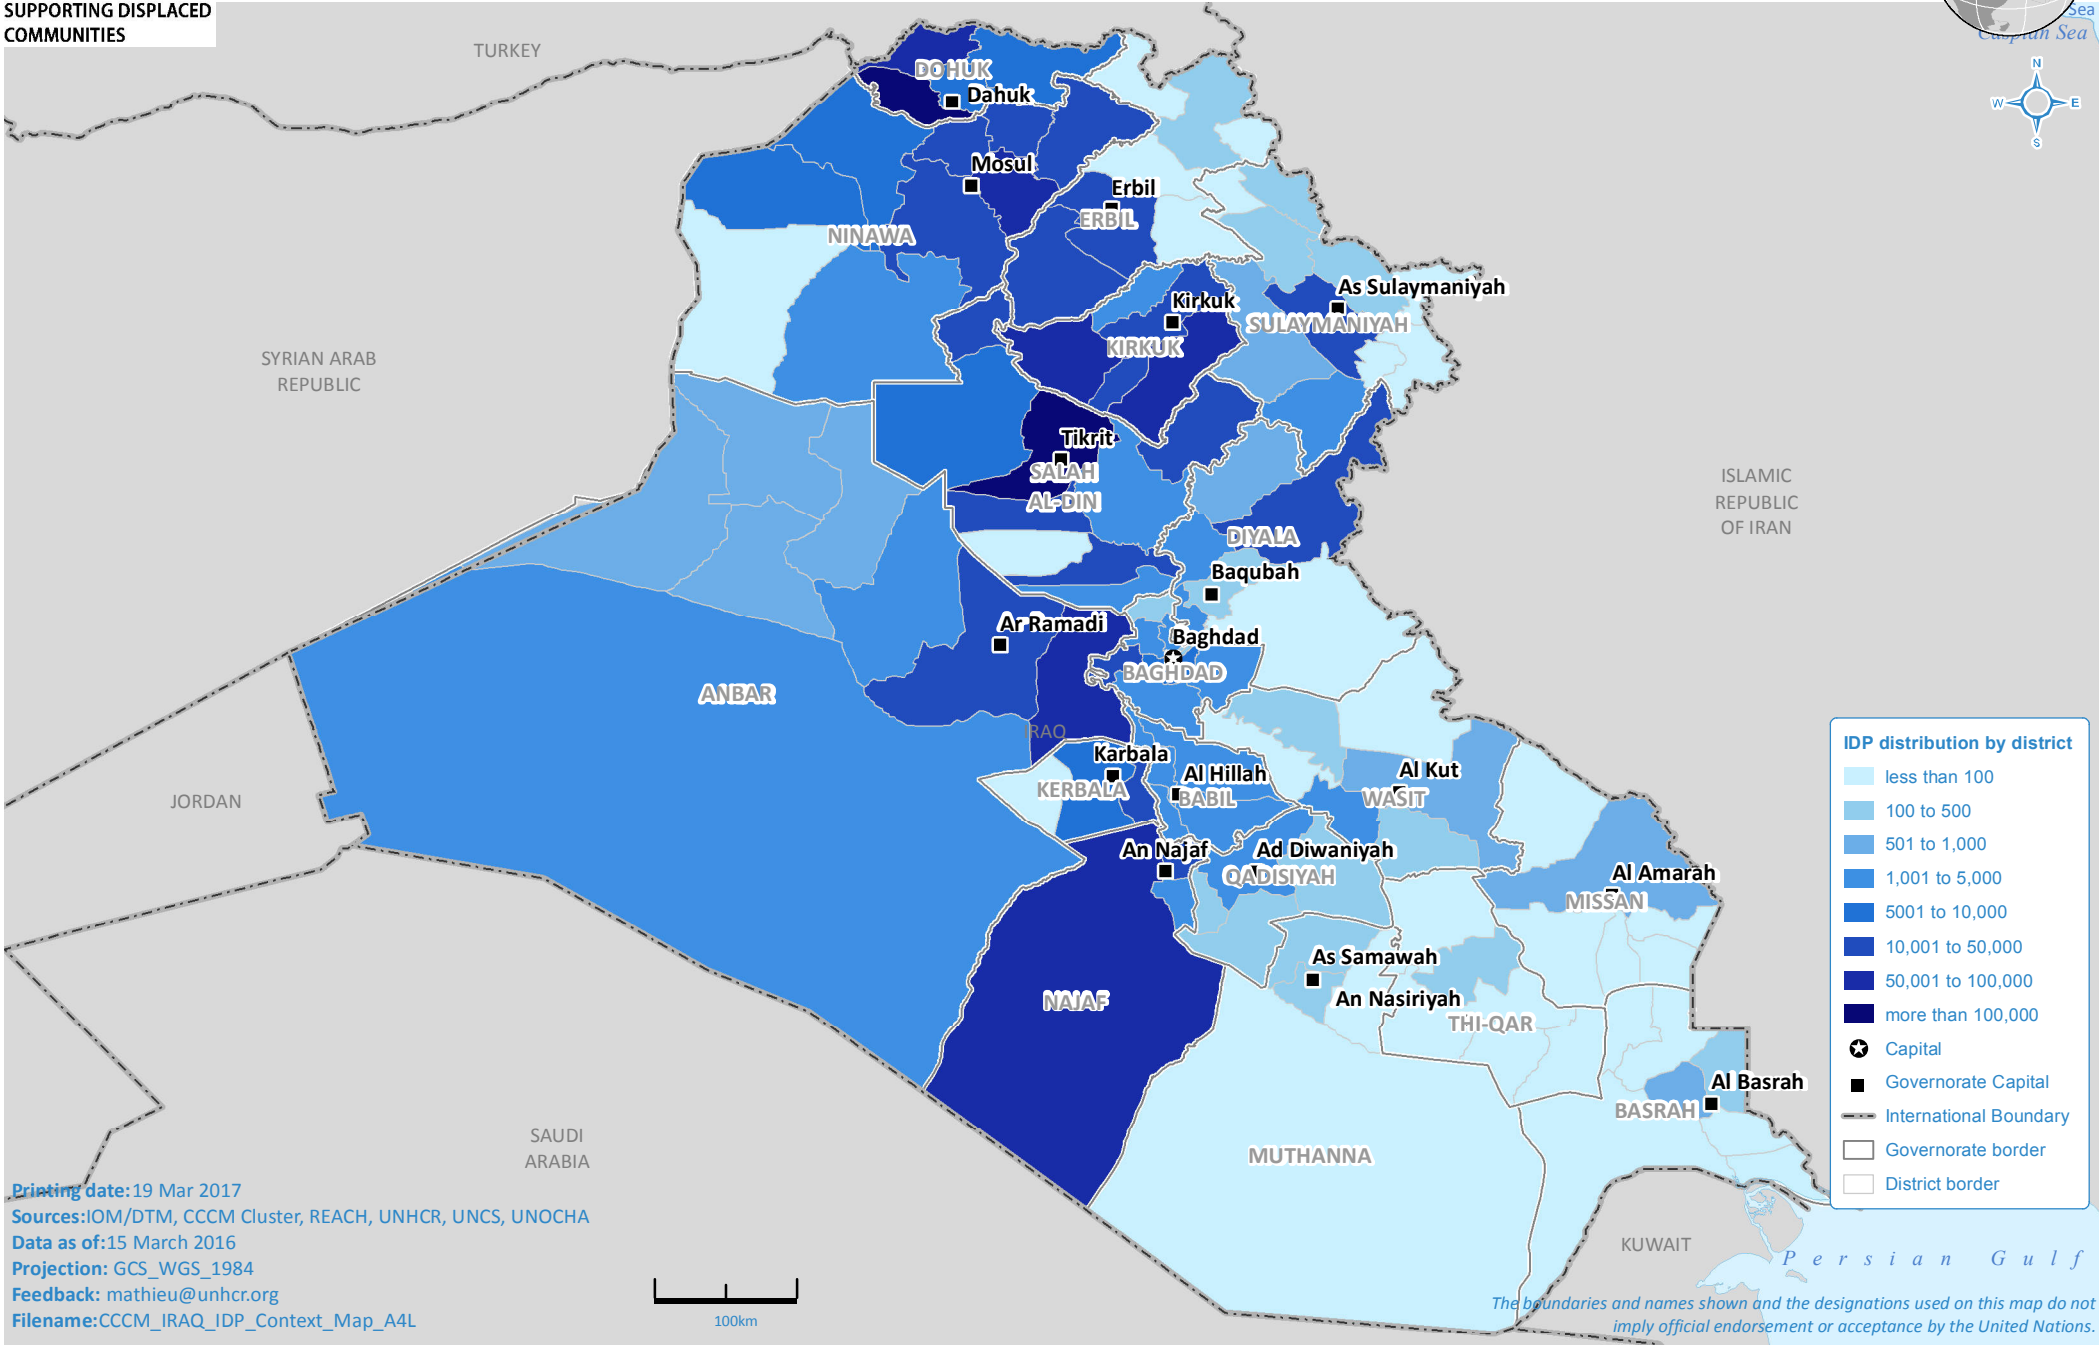 SUPPORTING DISPLACED
COMMUNITIES
Sea
Caspian Sea
N
W
E
S
TURKEY
DOHUK
Dahuk
Mosul
Erbil
ERBIL
NINAWA
As Sulaymaniyah
Kirkuk
SULAYMANIYAH
KIRKUK
SYRIAN ARAB
REPUBLIC
Tikrit
SALAH
AL-DIN
ISLAMIC
REPUBLIC
OF IRAN
DIYALA
Baqubah
Ar Ramadi
Baghdad
BAGHDAD
ANBAR
IRAQ
Karbala
KERBALA
Al Hillah
BABIL
Al Kut
WASIT
JORDAN
An Najaf
Ad Diwaniyah
QADISIYAH
Al Amarah
MISSAN
As Samawah
An Nasiriyah
NAJAF
THI-QAR
Al Basrah
BASRAH
MUTHANNA
SAUDI
ARABIA
KUWAIT
Persian Gulf
IDP distribution by district
less than 100
100 to 500
501 to 1,000
1,001 to 5,000
5001 to 10,000
10,001 to 50,000
50,001 to 100,000
more than 100,000
Capital
Governorate Capital
International Boundary
Governorate border
District border
Printing date:19 Mar 2017
Sources:IOM/DTM, CCCM Cluster, REACH, UNHCR, UNCS, UNOCHA
Data as of:15 March 2016
Projection: GCS_WGS_1984
Feedback: mathieu@unhcr.org
Filename:CCCM_IRAQ_IDP_Context_Map_A4L
100km
The boundaries and names shown and the designations used on this map do not
imply official endorsement or acceptance by the United Nations.